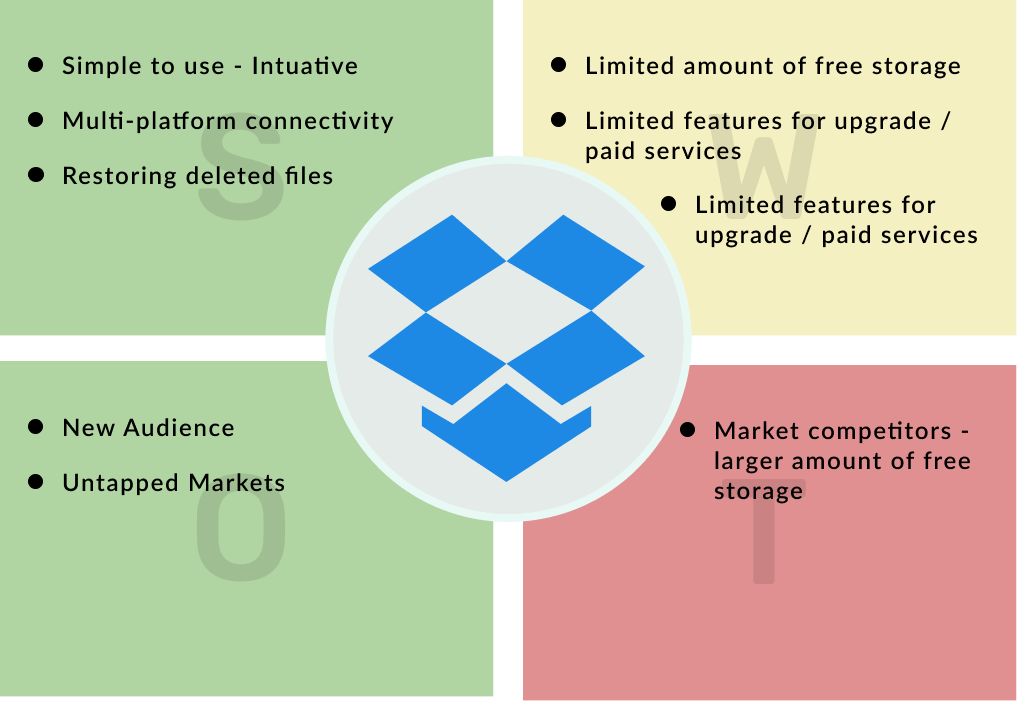 ● Simple to use - Intuative
● Multi-platform connectivity
● Restoring deleted files
S
● Limited amount of free storage
● Limited features for upgrade /
paid services
● Limited features for
upgrade / paid services
W
● New Audience
● Untapped Markets
O
● Market competitors -
larger amount of free
storage
T